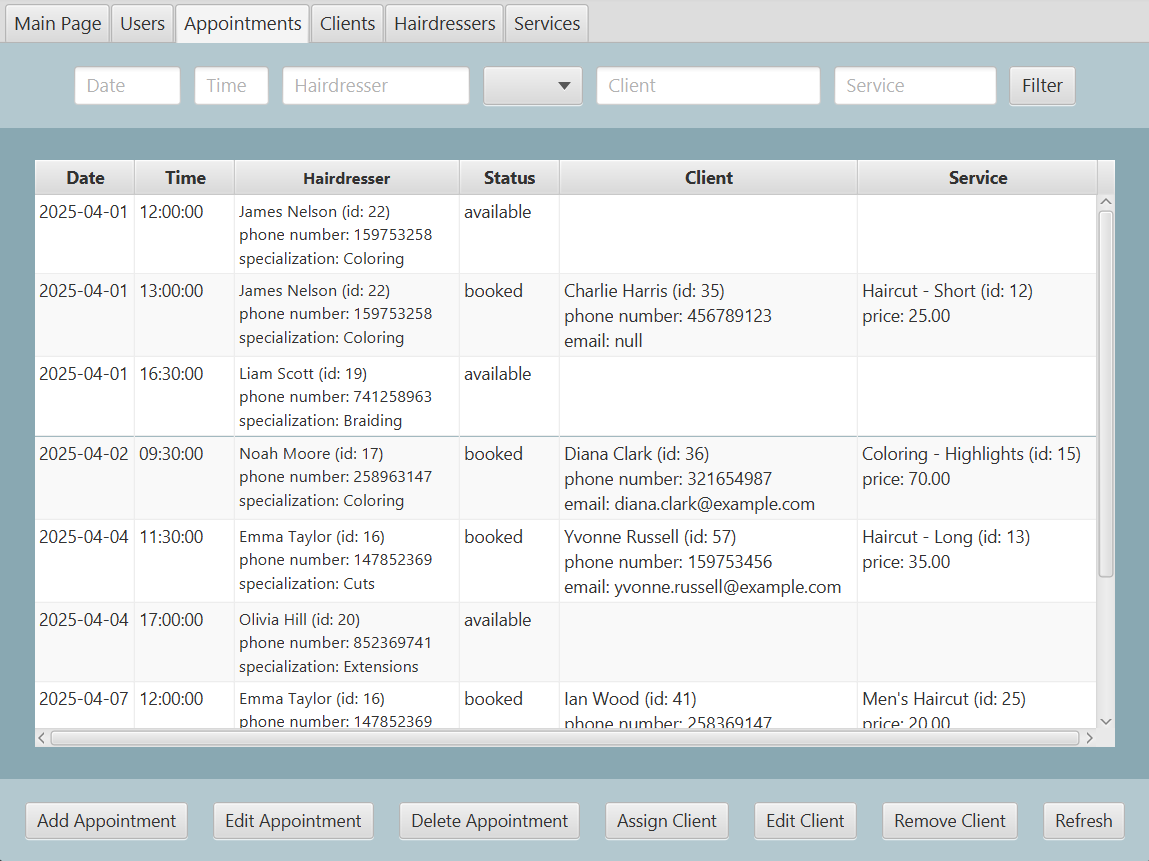 Main Page Users Appointments Clients Hairdressers Services
Date Time Hairdresser Client Service Filter
Date Time Hairdresser Status Client Service
2025-04-01 12:00:00 James Nelson (id: 22) available
phone number: 159753258
specialization: Coloring
2025-04-01 13:00:00 James Nelson (id: 22) booked Charlie Harris (id: 35) Haircut - Short (id: 12)
phone number: 159753258 phone number: 456789123 price: 25.00
specialization: Coloring email: null
2025-04-01 16:30:00 Liam Scott (id: 19) available
phone number: 741258963
specialization: Braiding
2025-04-02 09:30:00 Noah Moore (id: 17) booked Diana Clark (id: 36) Coloring - Highlights (id: 15)
phone number: 258963147 phone number: 321654987 price: 70.00
specialization: Coloring email: diana.clark@example.com
2025-04-04 11:30:00 Emma Taylor (id: 16) booked Yvonne Russell (id: 57) Haircut - Long (id: 13)
phone number: 147852369 phone number: 159753456 price: 35.00
specialization: Cuts email: yvonne.russell@example.com
2025-04-04 17:00:00 Olivia Hill (id: 20) available
phone number: 852369741
specialization: Extensions
2025-04-07 12:00:00 Emma Taylor (id: 16) booked Ian Wood (id: 41) Men's Haircut (id: 25)
phone number: 147852369 phone number: 258369147 price: 20.00
Add Appointment Edit Appointment Delete Appointment Assign Client Edit Client Remove Client Refresh